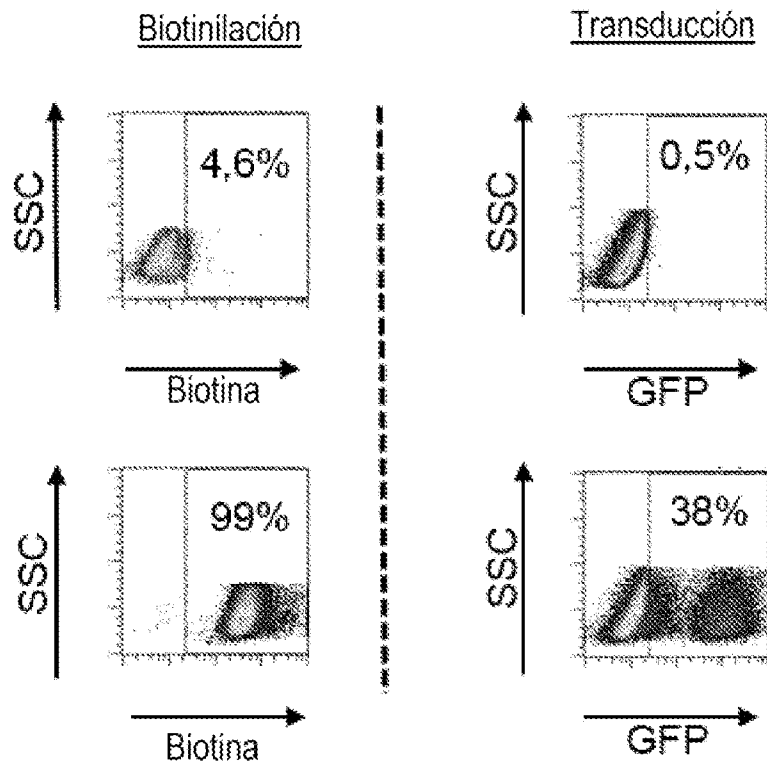 Biotinilación
Transducción
SSC
4,6%
Biotina
SSC
0,5%
GFP
SSC
99%
Biotina
SSC
38%
GFP